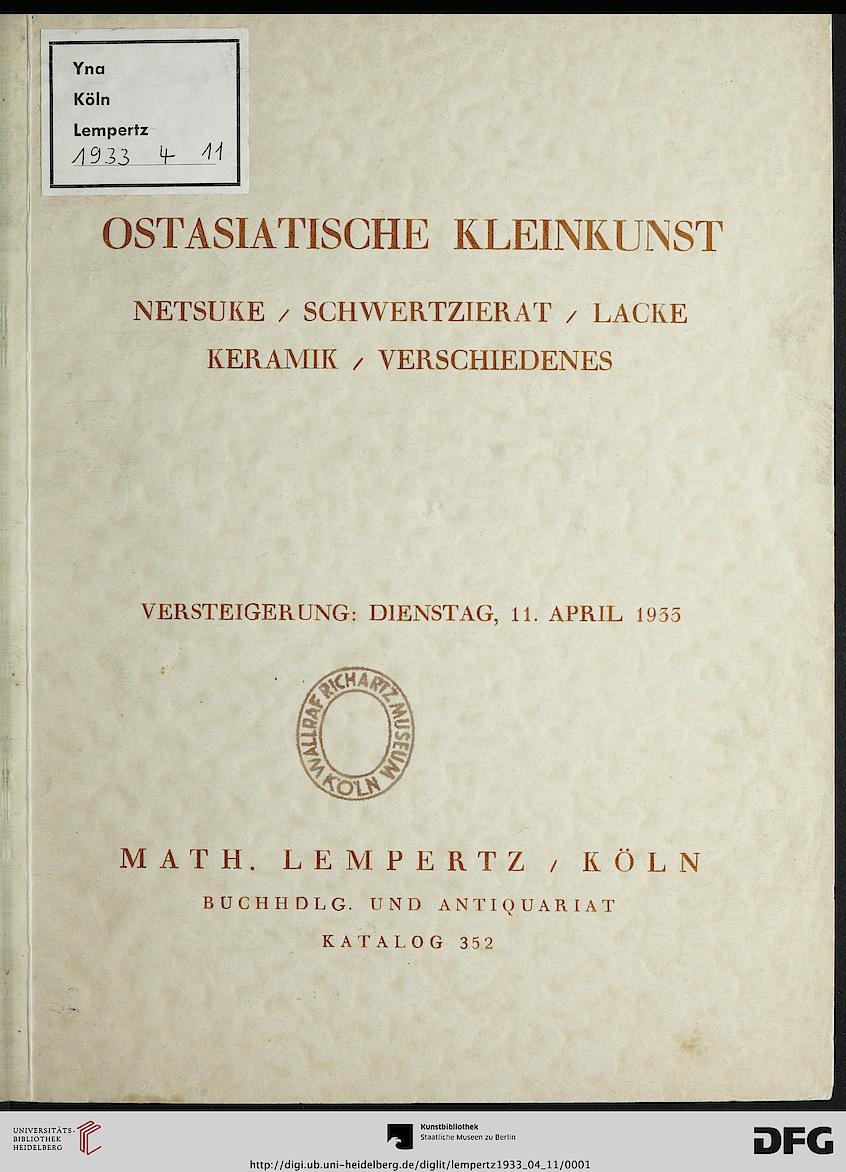 Yna
Köln
Lempertz
1933 4 11
OSTASIATISCHE KLEINKUNST
NETSUKE / SCHWERTZIERAT / LACKE
KERAMIK / VERSCHIEDENES
VERSTEIGERUNG: DIENSTAG, 11. APRIL 1933
WALLRAF RICHARTZ MUSEUM
KÖLN
MATH. LEMPERTZ / KÖLN
BUCHHDLG. UND ANTIQUARIAT
KATALOG 352
UNIVERSITÄTS-
BIBLIOTHEK
HEIDELBERG
Kunstbibliothek
Staatliche Museen zu Berlin
DFG
http://digi.ub.uni-heidelberg.de/diglit/lempertz1933_04_11/0001